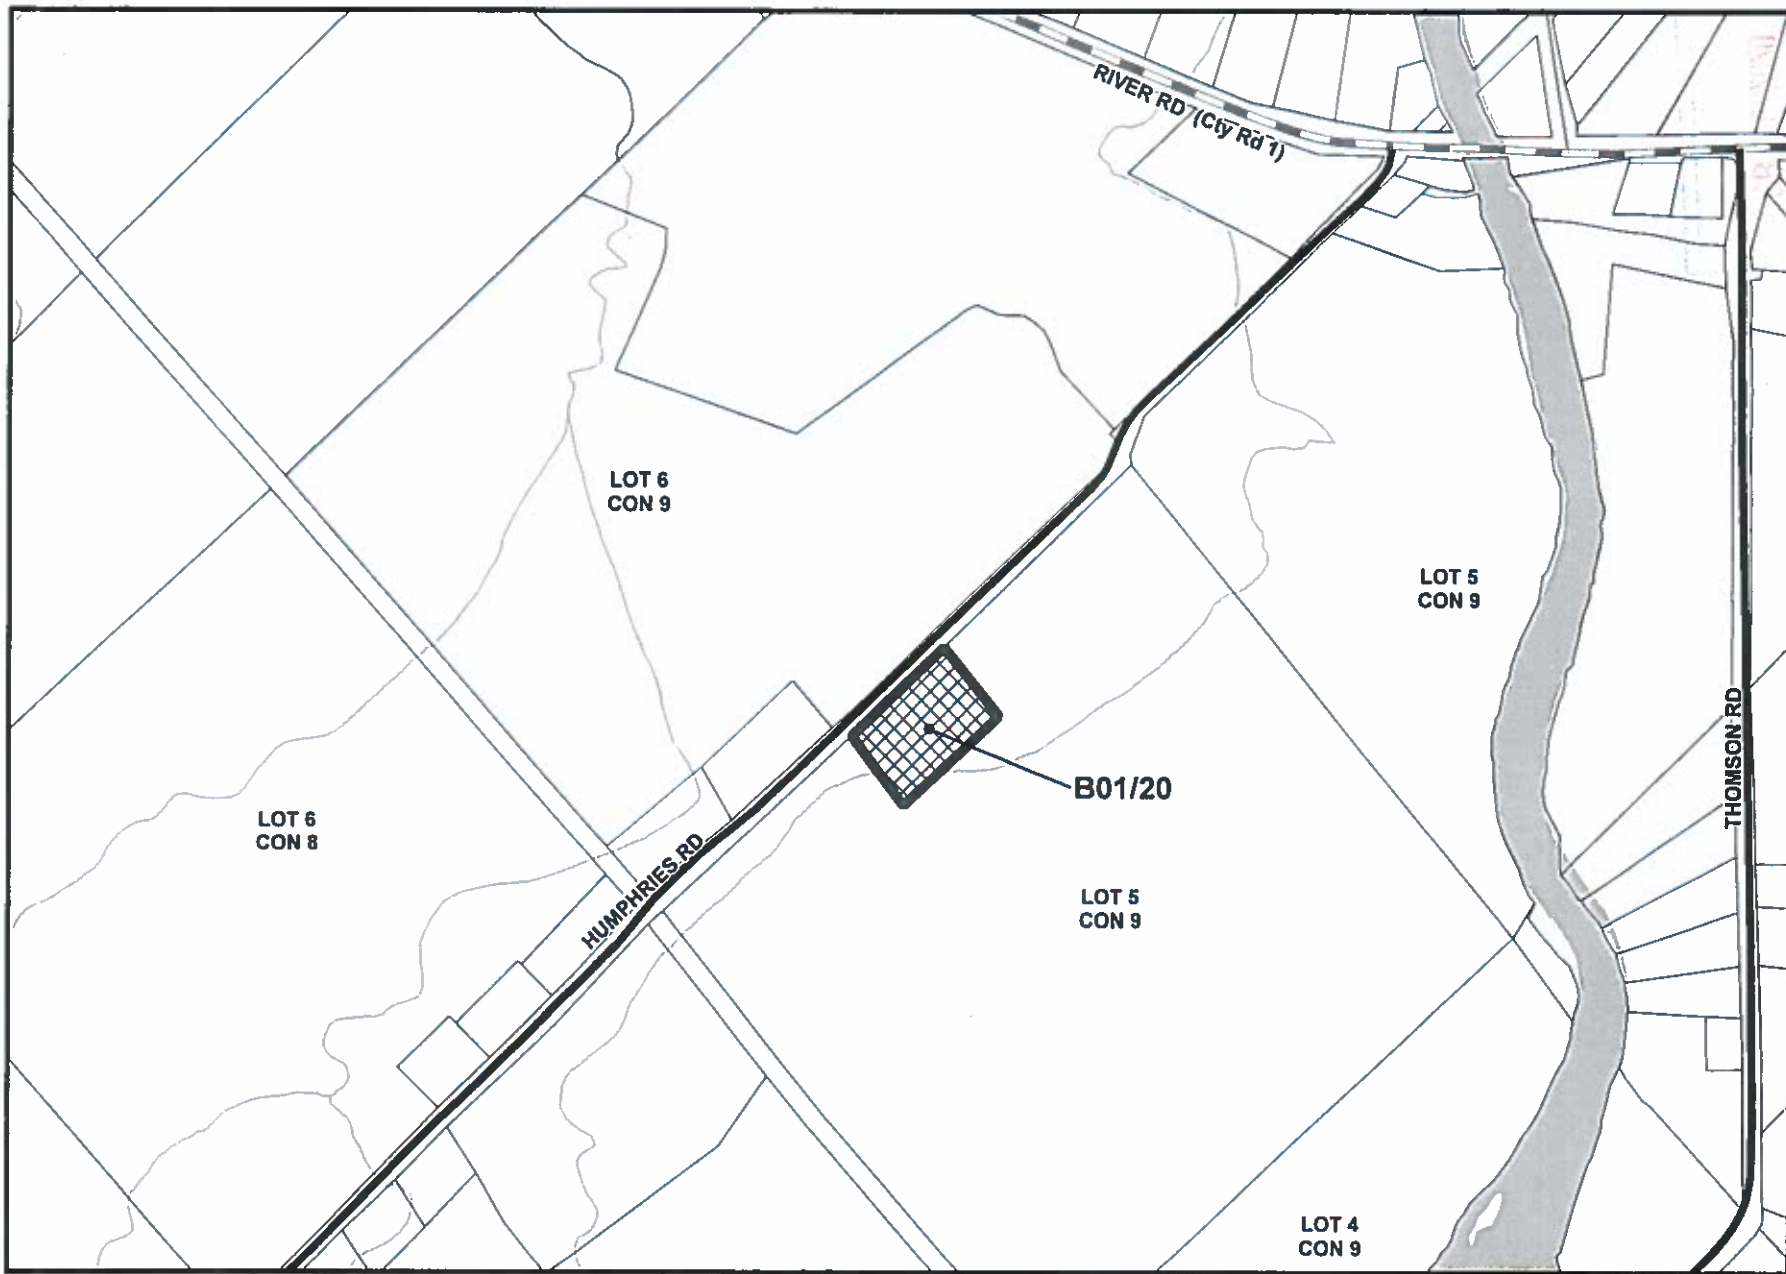 RIVER RD (Cty Rd 1)
LOT 6
CON 9
LOT 5
CON 9
THOMSON RD
B01/20
LOT 6
CON 8
HUMPHRIES RD
LOT 5
CON 9
LOT 4
CON 9